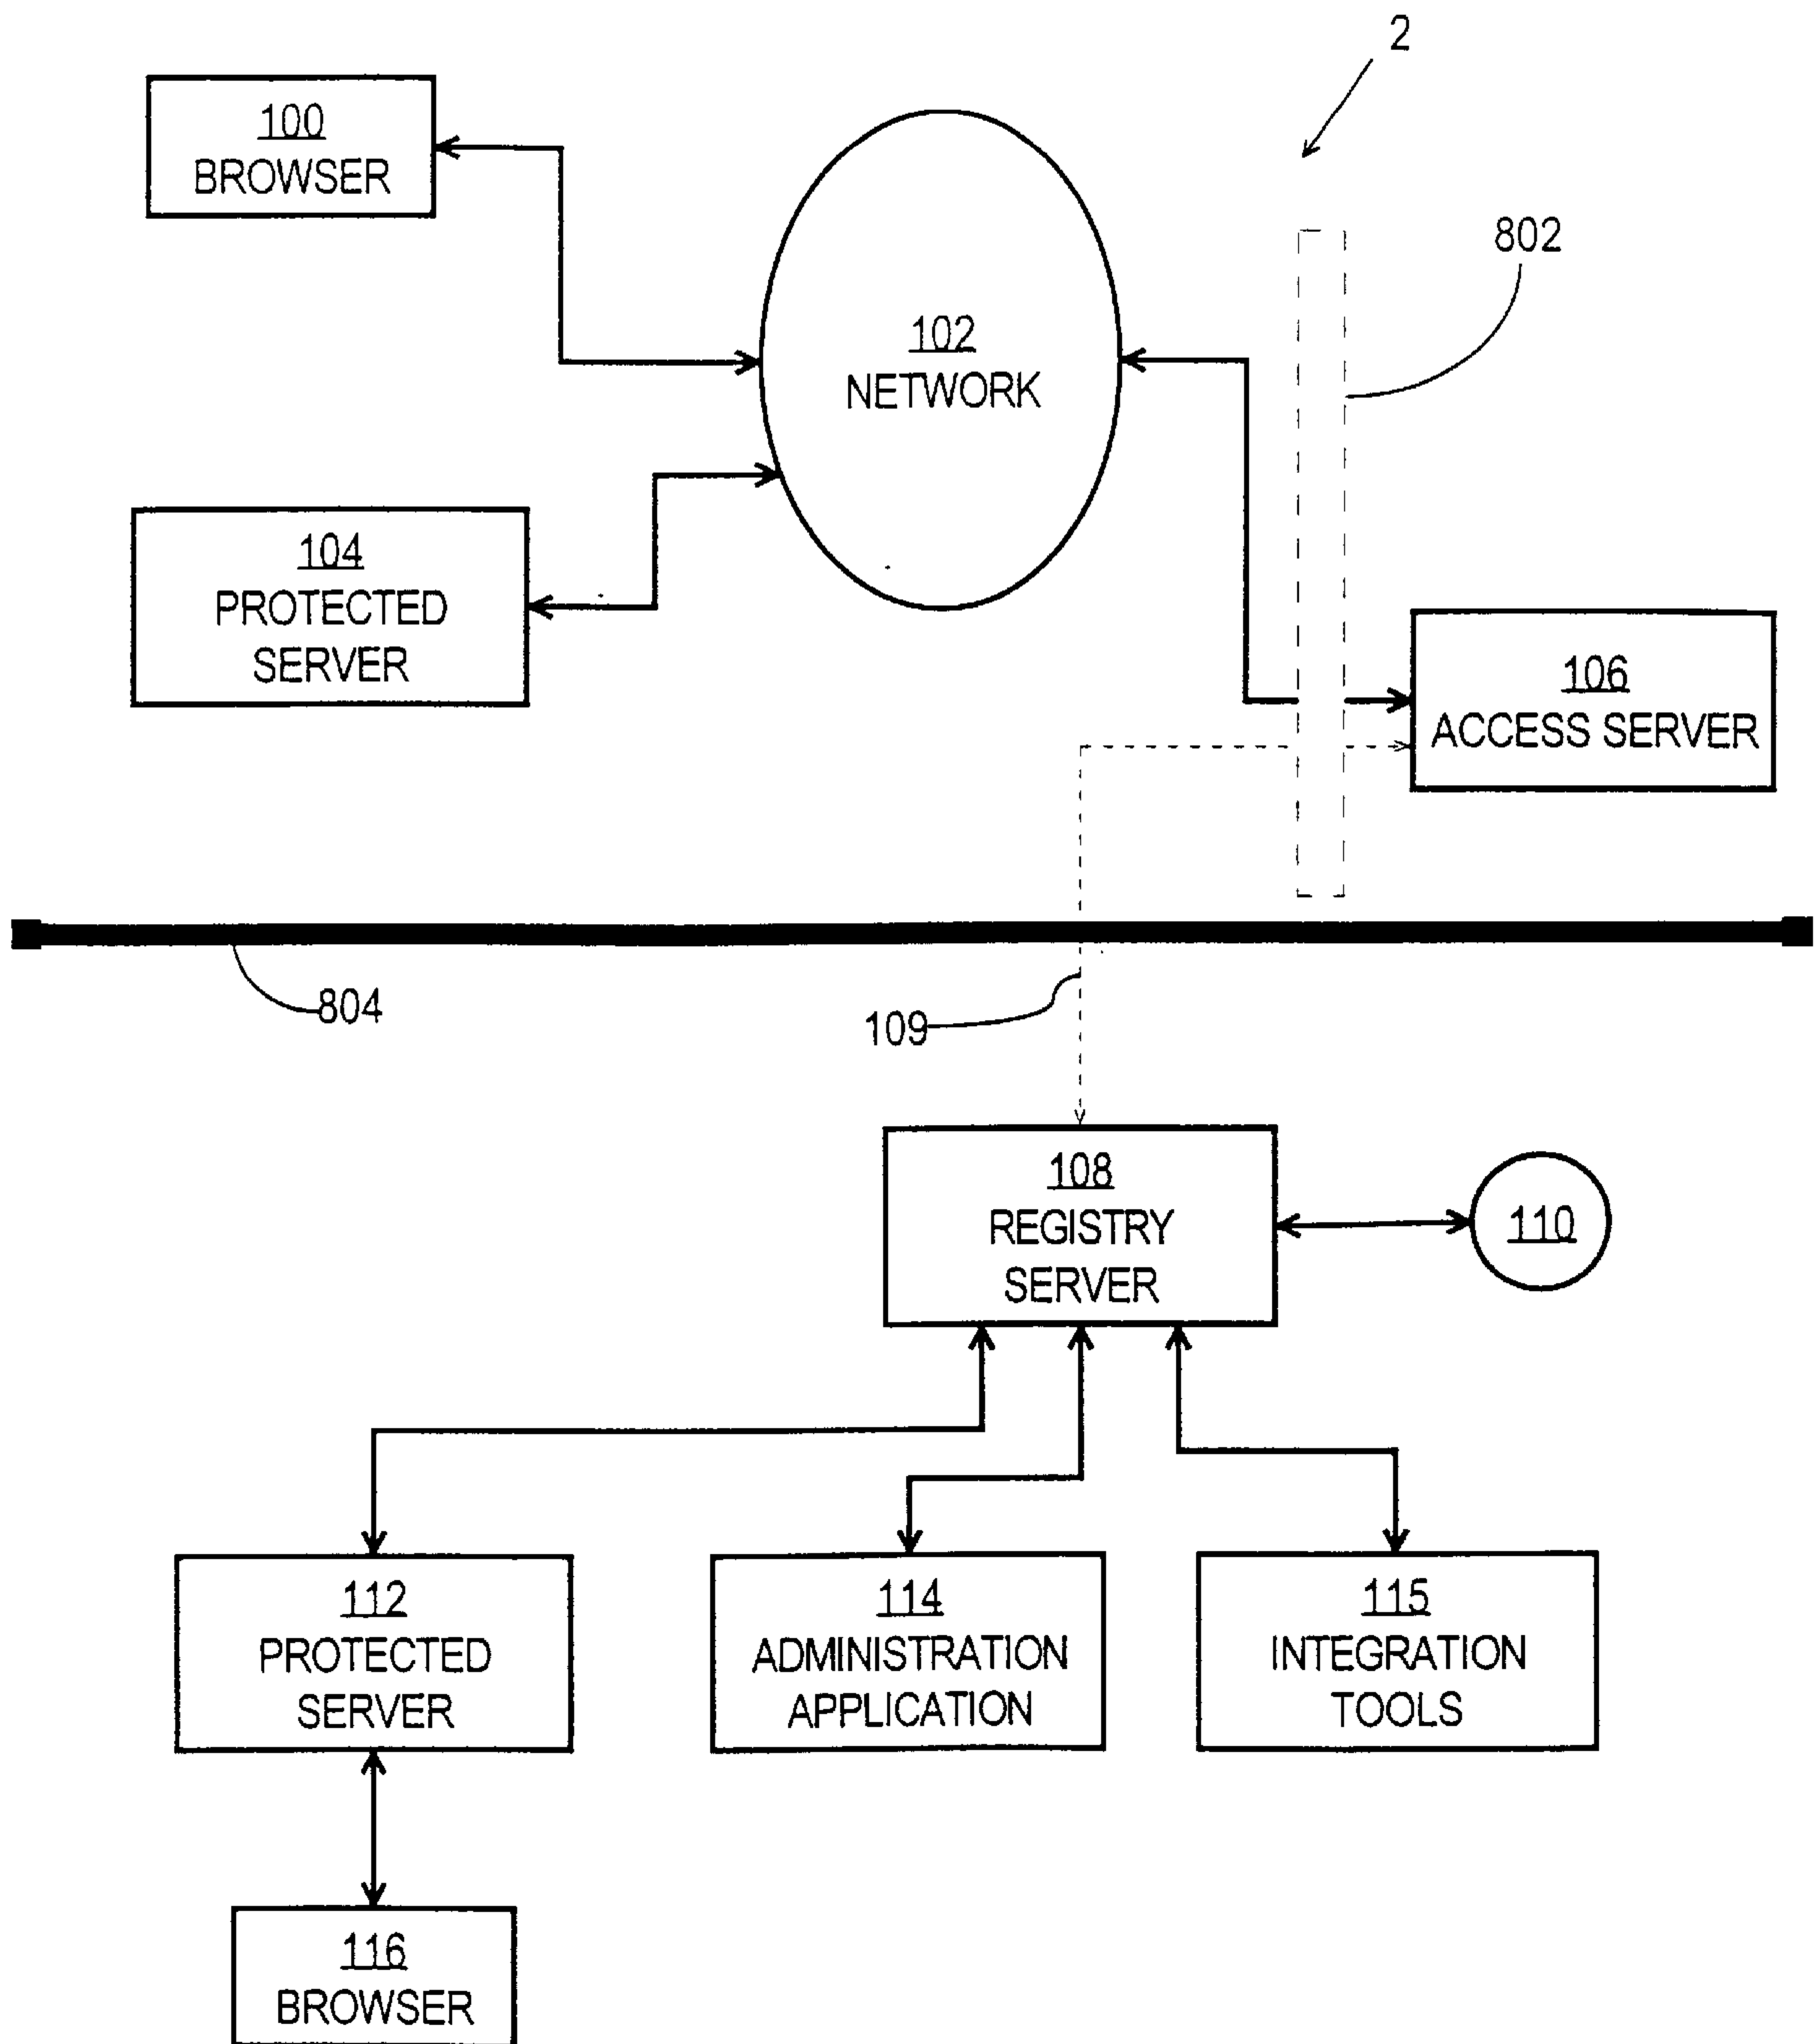 2
100
BROWSER
802
102
NETWORK
104
PROTECTED
SERVER
106
ACCESS SERVER
804
109
108
REGISTRY
SERVER
110
112
PROTECTED
SERVER
114
ADMINISTRATION
APPLICATION
115
INTEGRATION
TOOLS
116
BROWSER